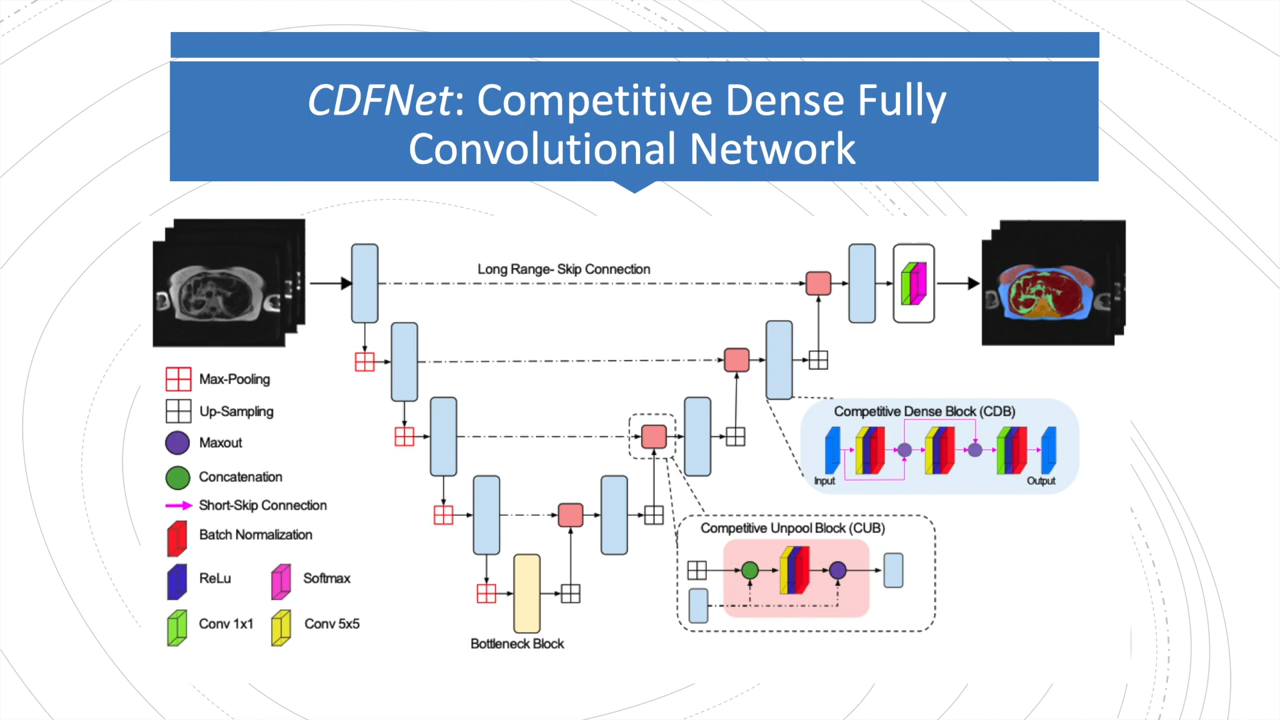 CDFNet: Competitive Dense Fully
Convolutional Network
Long Range- Skip Connection
Max-Pooling
Up-Sampling
Maxout
Concatenation
Short-Skip Connection
Batch Normalization
ReLu
Softmax
Conv 1x1
Conv 5x5
Bottleneck Block
Competitive Dense Block (CDB)
Input
Output
Competitive Unpool Block (CUB)